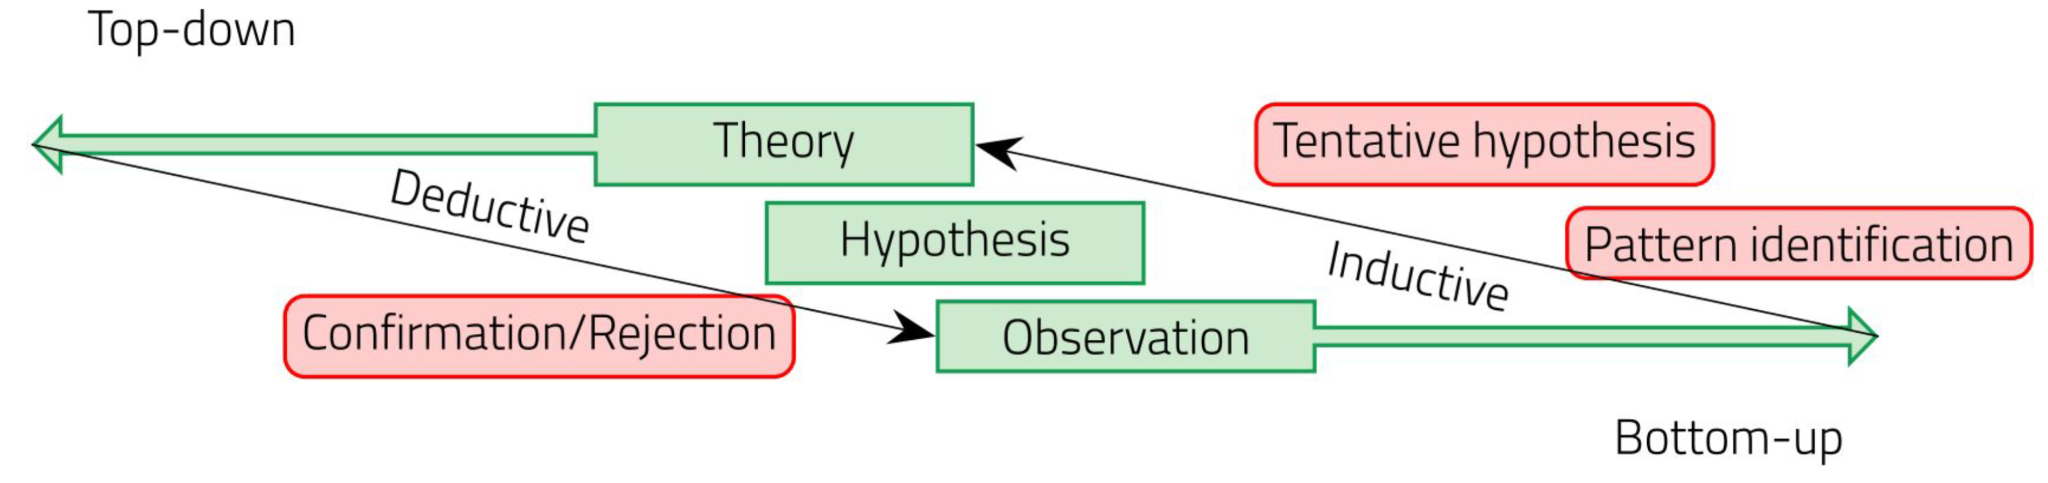 Top-down
Theory
Tentative hypothesis
Deductive
Hypothesis
Inductive
Pattern identification
Confirmation/Rejection
Observation
Bottom-up